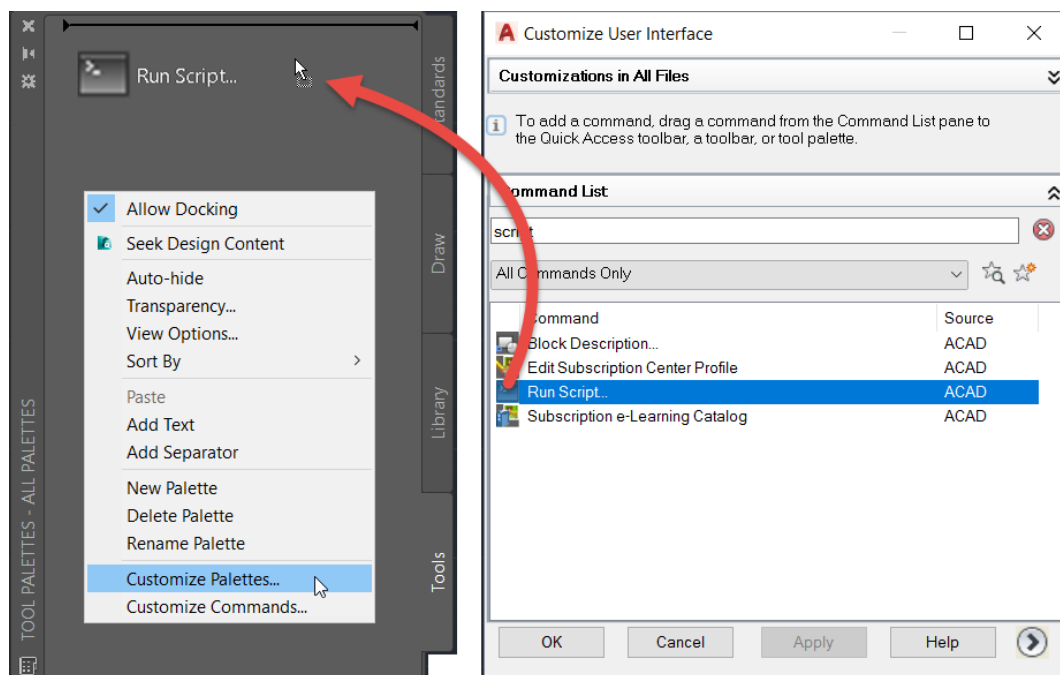 Run Script...
Standards
Draw
Library
Tools
TOOL PALETTES - ALL PALETTES
Allow Docking
Seek Design Content
Auto-hide
Transparency...
View Options...
Sort By
Paste
Add Text
Add Separator
New Palette
Delete Palette
Rename Palette
Customize Palettes...
Customize Commands...
A Customize User Interface
Customizations in All Files
To add a command, drag a command from the Command List pane to
the Quick Access toolbar, a toolbar, or tool palette.
Command List
script
All Commands Only
Command Source
Block Description... ACAD
Edit Subscription Center Profile ACAD
Run Script... ACAD
Subscription e-Learning Catalog ACAD
OK Cancel Apply Help